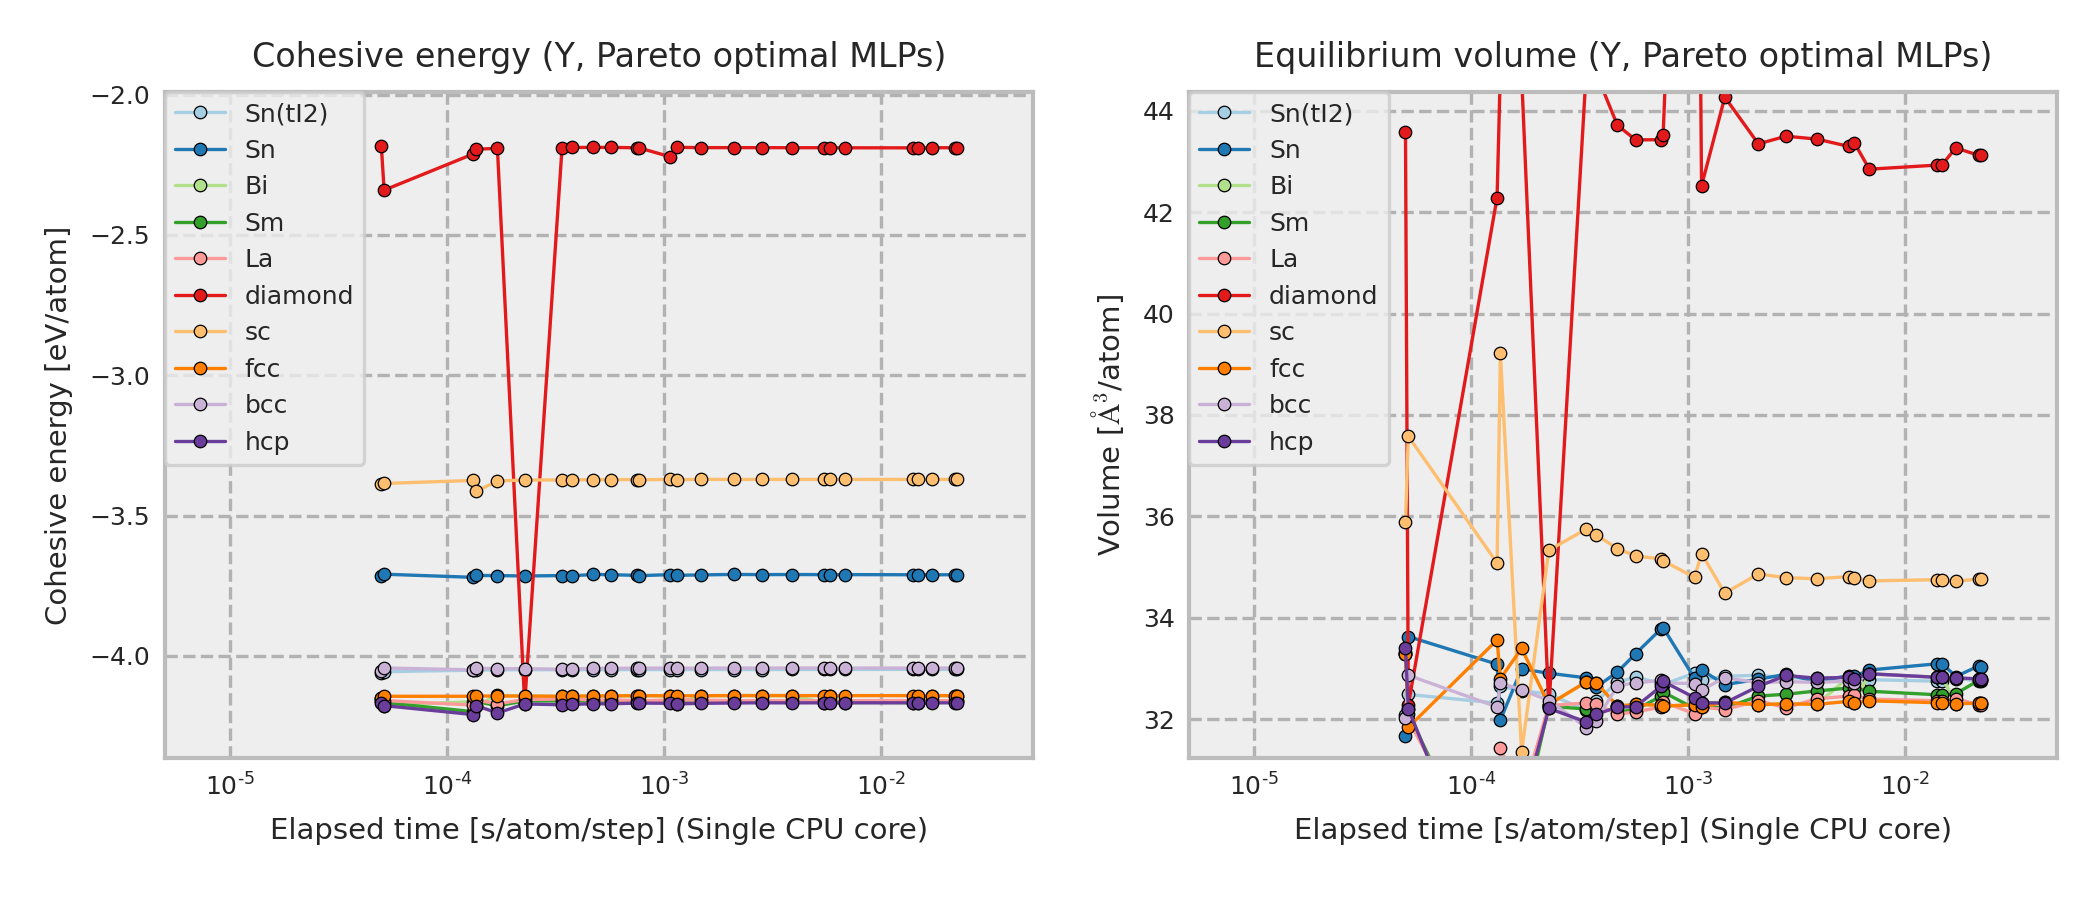 Cohesive energy (Y, Pareto optimal MLPs)
Cohesive energy [eV/atom]
−2.0
−2.5
−3.0
−3.5
−4.0
Sn(tI2)
Sn
Bi
Sm
La
diamond
sc
fcc
bcc
hcp
10⁻⁵ 10⁻⁴ 10⁻³ 10⁻²
Elapsed time [s/atom/step] (Single CPU core)
Equilibrium volume (Y, Pareto optimal MLPs)
Volume [Å³/atom]
44
42
40
38
36
34
32
Sn(tI2)
Sn
Bi
Sm
La
diamond
sc
fcc
bcc
hcp
10⁻⁵ 10⁻⁴ 10⁻³ 10⁻²
Elapsed time [s/atom/step] (Single CPU core)